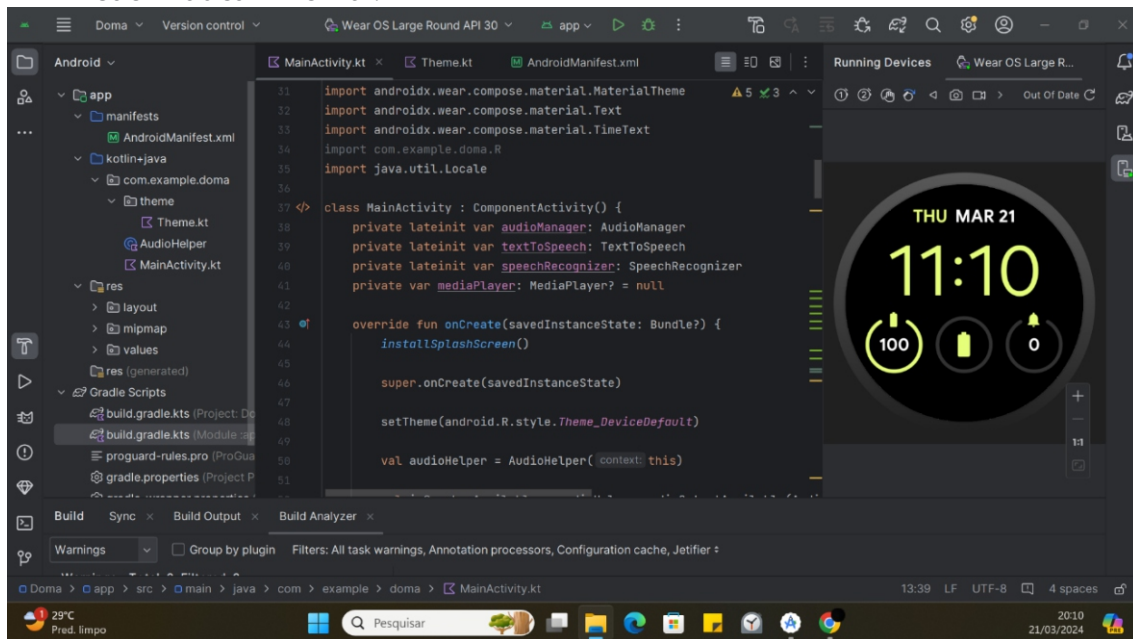 Doma
Version control
Wear OS Large Round API 30
app
Android
MainActivity.kt
Theme.kt
AndroidManifest.xml
Running Devices
Wear OS Large R...
Out Of Date
app
manifests
AndroidManifest.xml
kotlin+java
com.example.doma
theme
Theme.kt
AudioHelper
MainActivity.kt
res
layout
mipmap
values
res (generated)
Gradle Scripts
build.gradle.kts (Project: Do
build.gradle.kts (Module :ap
proguard-rules.pro (ProGua
gradle.properties (Project P
5 3
31 import androidx.wear.compose.material.MaterialTheme
32 import androidx.wear.compose.material.Text
33 import androidx.wear.compose.material.TimeText
34 import com.example.doma.R
35 import java.util.Locale
36
37 class MainActivity : ComponentActivity() {
38 private lateinit var audioManager: AudioManager
39 private lateinit var textToSpeech: TextToSpeech
40 private lateinit var speechRecognizer: SpeechRecognizer
41 private var mediaPlayer: MediaPlayer? = null
42
43 override fun onCreate(savedInstanceState: Bundle?) {
44 installSplashScreen()
45
46 super.onCreate(savedInstanceState)
47
48 setTheme(android.R.style.Theme_DeviceDefault)
49
50 val audioHelper = AudioHelper( context: this)
51
THU MAR 21
11:10
100
0
1:1
Build
Sync
Build Output
Build Analyzer
Warnings
Group by plugin
Filters: All task warnings, Annotation processors, Configuration cache, Jetifier
Doma > app > src > main > java > com > example > doma > MainActivity.kt
13:39 LF UTF-8 4 spaces
29°C
Pred. limpo
Pesquisar
20:10
21/03/2024